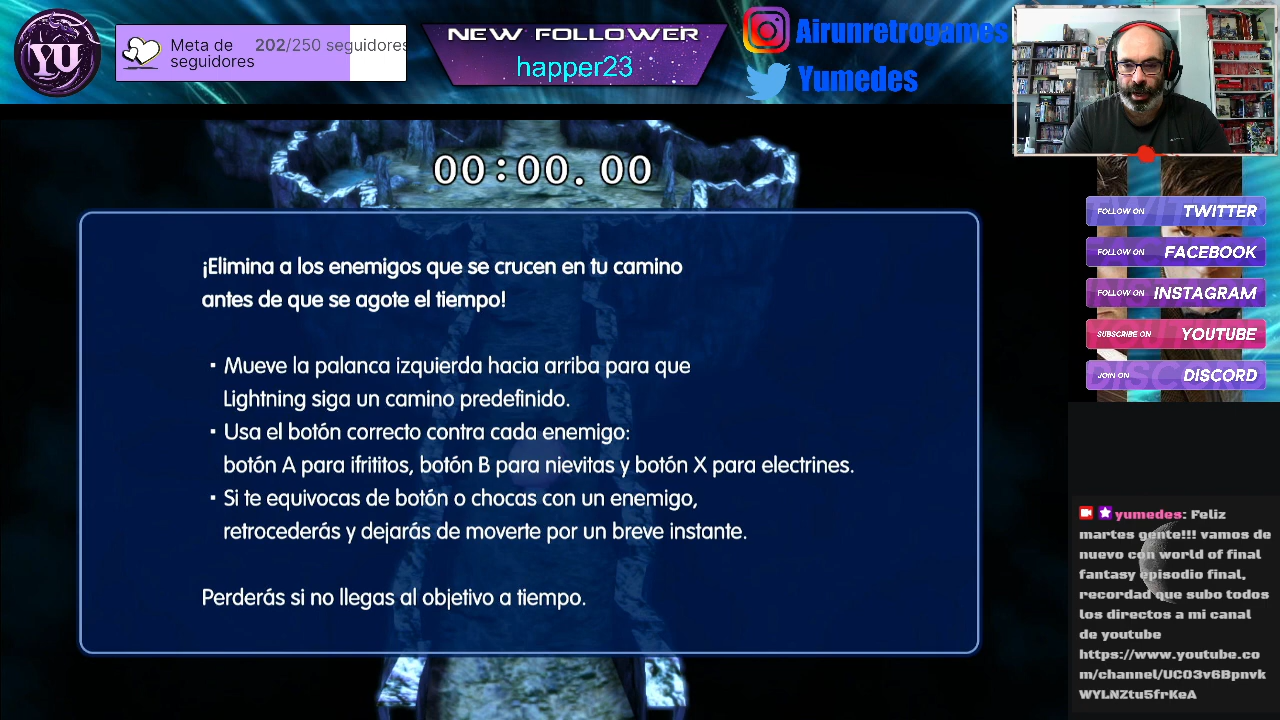 YU
Meta de seguidores
202/250 seguidores
NEW FOLLOWER
happer23
Airunretrogames
Yumedes
00:00.00
¡Elimina a los enemigos que se crucen en tu camino
antes de que se agote el tiempo!
· Mueve la palanca izquierda hacia arriba para que
Lightning siga un camino predefinido.
· Usa el botón correcto contra cada enemigo:
botón A para ifrititos, botón B para nievitas y botón X para electrines.
· Si te equivocas de botón o chocas con un enemigo,
retrocederás y dejarás de moverte por un breve instante.
Perderás si no llegas al objetivo a tiempo.
FOLLOW ON TWITTER
FOLLOW ON FACEBOOK
FOLLOW ON INSTAGRAM
SUBSCRIBE ON YOUTUBE
JOIN ON DISCORD
yumedes: Feliz
martes gente!!! vamos de
nuevo con world of final
fantasy episodio final,
recordad que subo todos
los directos a mi canal
de youtube
https://www.youtube.co
m/channel/UC03v6Bpnvk
WYLNZtu5frKeA